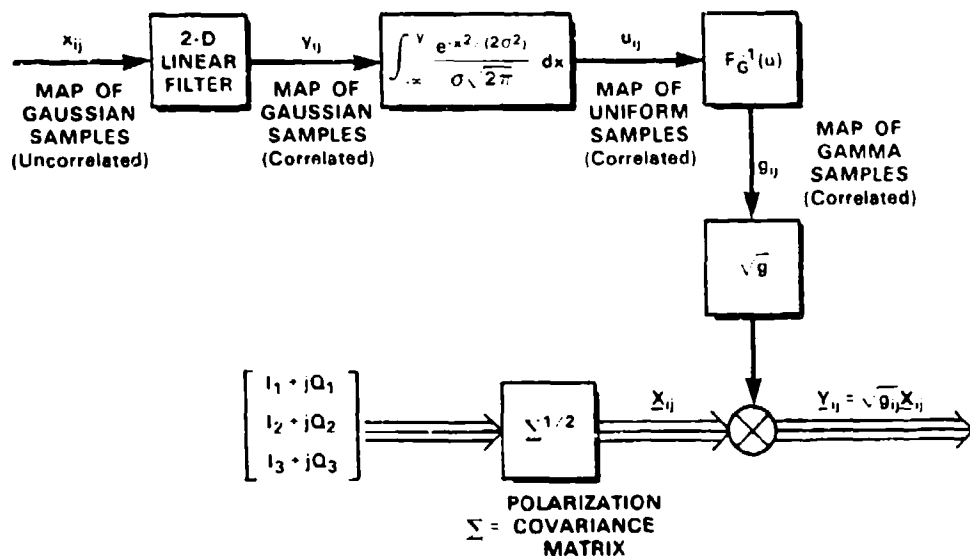 x_ij
2-D
LINEAR
FILTER
y_ij
∫_-x^y e^-x2/(2σ2) / σ√2π dx
u_ij
F_G^-1(u)
MAP OF
GAUSSIAN
SAMPLES
(Uncorrelated)
MAP OF
GAUSSIAN
SAMPLES
(Correlated)
MAP OF
UNIFORM
SAMPLES
(Correlated)
g_ij
MAP OF
GAMMA
SAMPLES
(Correlated)
√g
I_1 + jQ_1
I_2 + jQ_2
I_3 + jQ_3
Σ^1/2
X_ij
Y_ij = √g_ij X_ij
POLARIZATION
Σ = COVARIANCE
MATRIX